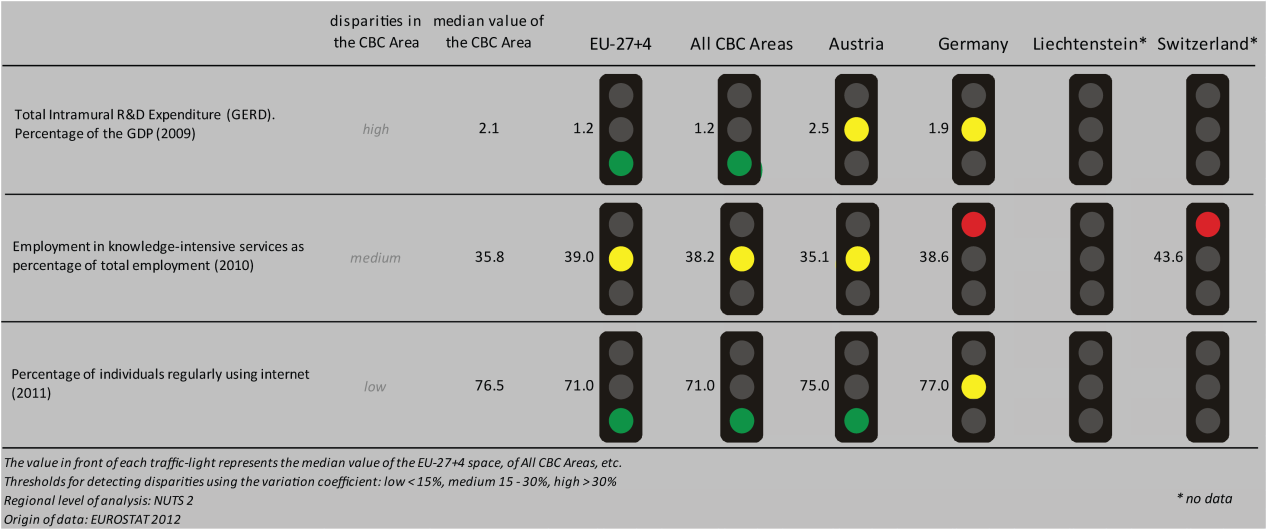 disparities in
the CBC Area
median value of
the CBC Area
EU-27+4
All CBC Areas
Austria
Germany
Liechtenstein*
Switzerland*
Total Intramural R&D Expenditure (GERD).
Percentage of the GDP (2009)
high
2.1
1.2
1.2
2.5
1.9
Employment in knowledge-intensive services as
percentage of total employment (2010)
medium
35.8
39.0
38.2
35.1
38.6
43.6
Percentage of individuals regularly using internet
(2011)
low
76.5
71.0
71.0
75.0
77.0
The value in front of each traffic-light represents the median value of the EU-27+4 space, of All CBC Areas, etc.
Thresholds for detecting disparities using the variation coefficient: low < 15%, medium 15 - 30%, high > 30%
Regional level of analysis: NUTS 2
* no data
Origin of data: EUROSTAT 2012